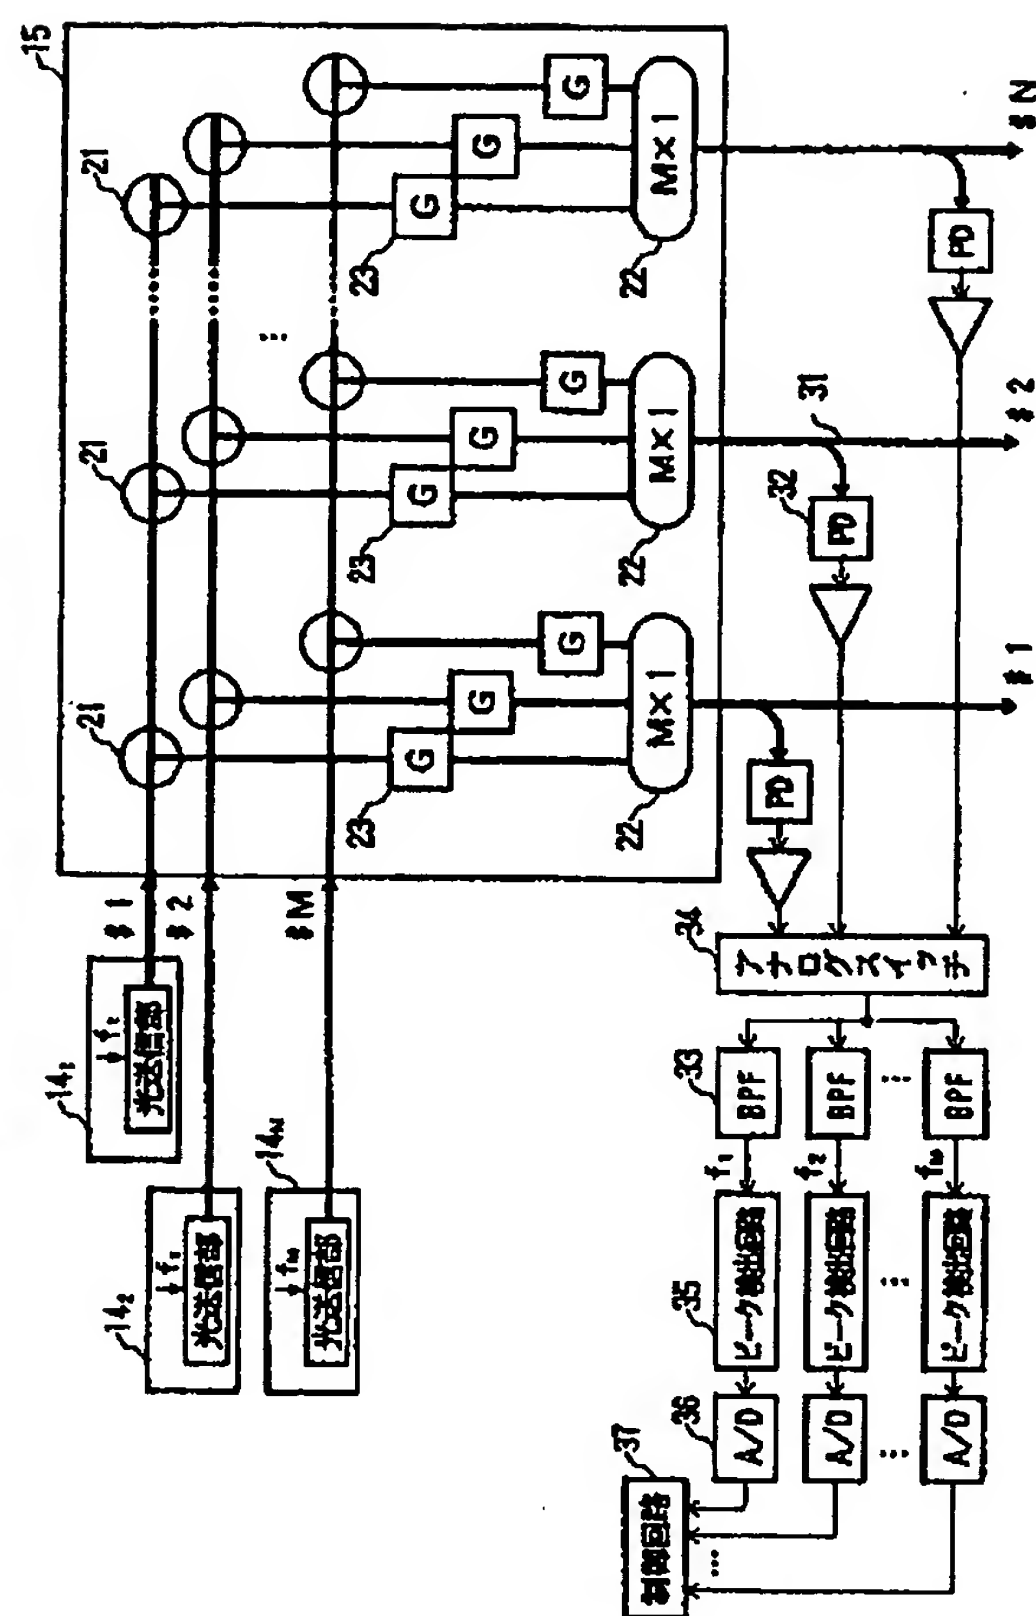 15
21
21
21
14₁
#1
f₁
光送信部
14₂
#2
f₂
光送信部
14ₘ
#M
fₘ
光送信部
…
23
G
G
G
23
G
G
G
23
G
G
G
22
M×1
22
M×1
22
M×1
37
制御回路
…
36
A/D
A/D
…
A/D
35
ピーク検出回路
ピーク検出回路
…
ピーク検出回路
f₁
f₂
fₘ
33
BPF
BPF
…
BPF
34
アナログスイッチ
PD
32
PD
31
PD
#1
#2
#N